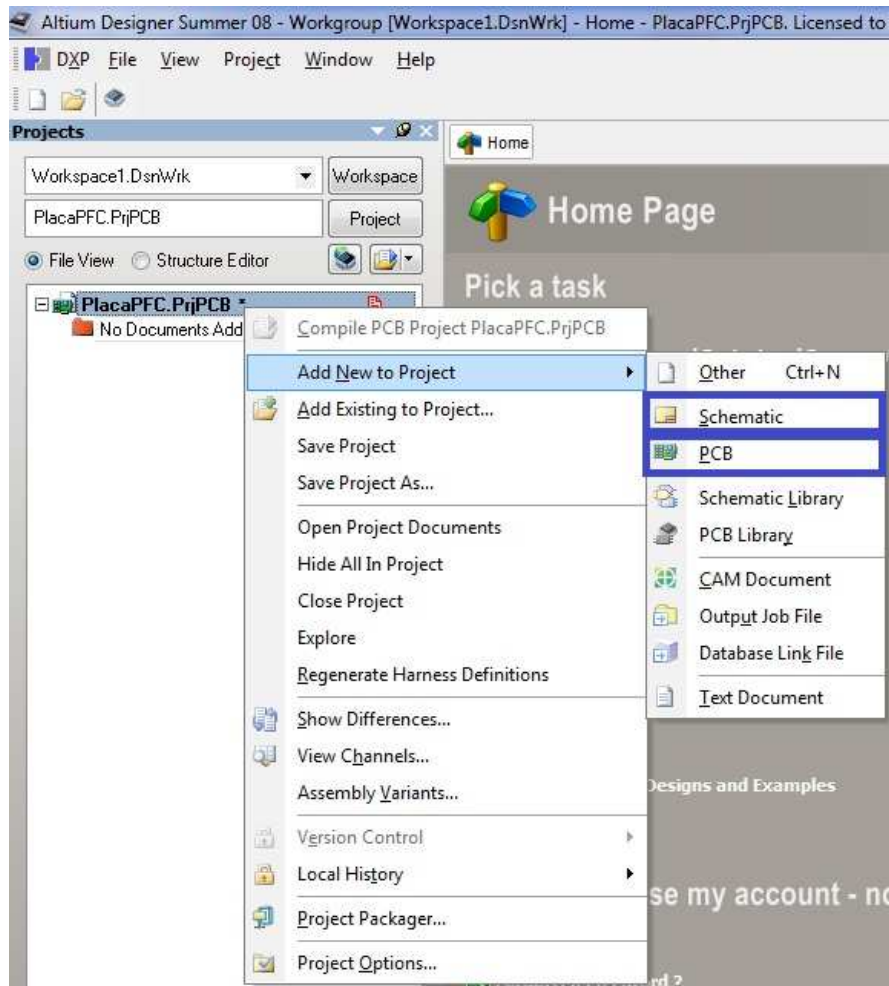 Altium Designer Summer 08 - Workgroup [Workspace1.DsnWrk] - Home - PlacaPFC.PrjPCB. Licensed to
DXP File View Project Window Help
Projects
Home
Workspace1.DsnWrk Workspace
PlacaPFC.PrjPCB Project
File View Structure Editor
Home Page
Pick a task
PlacaPFC.PrjPCB *
No Documents Add
Compile PCB Project PlacaPFC.PrjPCB
Add New to Project
Add Existing to Project...
Save Project
Save Project As...
Open Project Documents
Hide All In Project
Close Project
Explore
Regenerate Harness Definitions
Show Differences...
View Channels...
Assembly Variants...
Version Control
Local History
Project Packager...
Project Options...
Other Ctrl+N
Schematic
PCB
Schematic Library
PCB Library
CAM Document
Output Job File
Database Link File
Text Document
Designs and Examples
se my account - no
rd ?